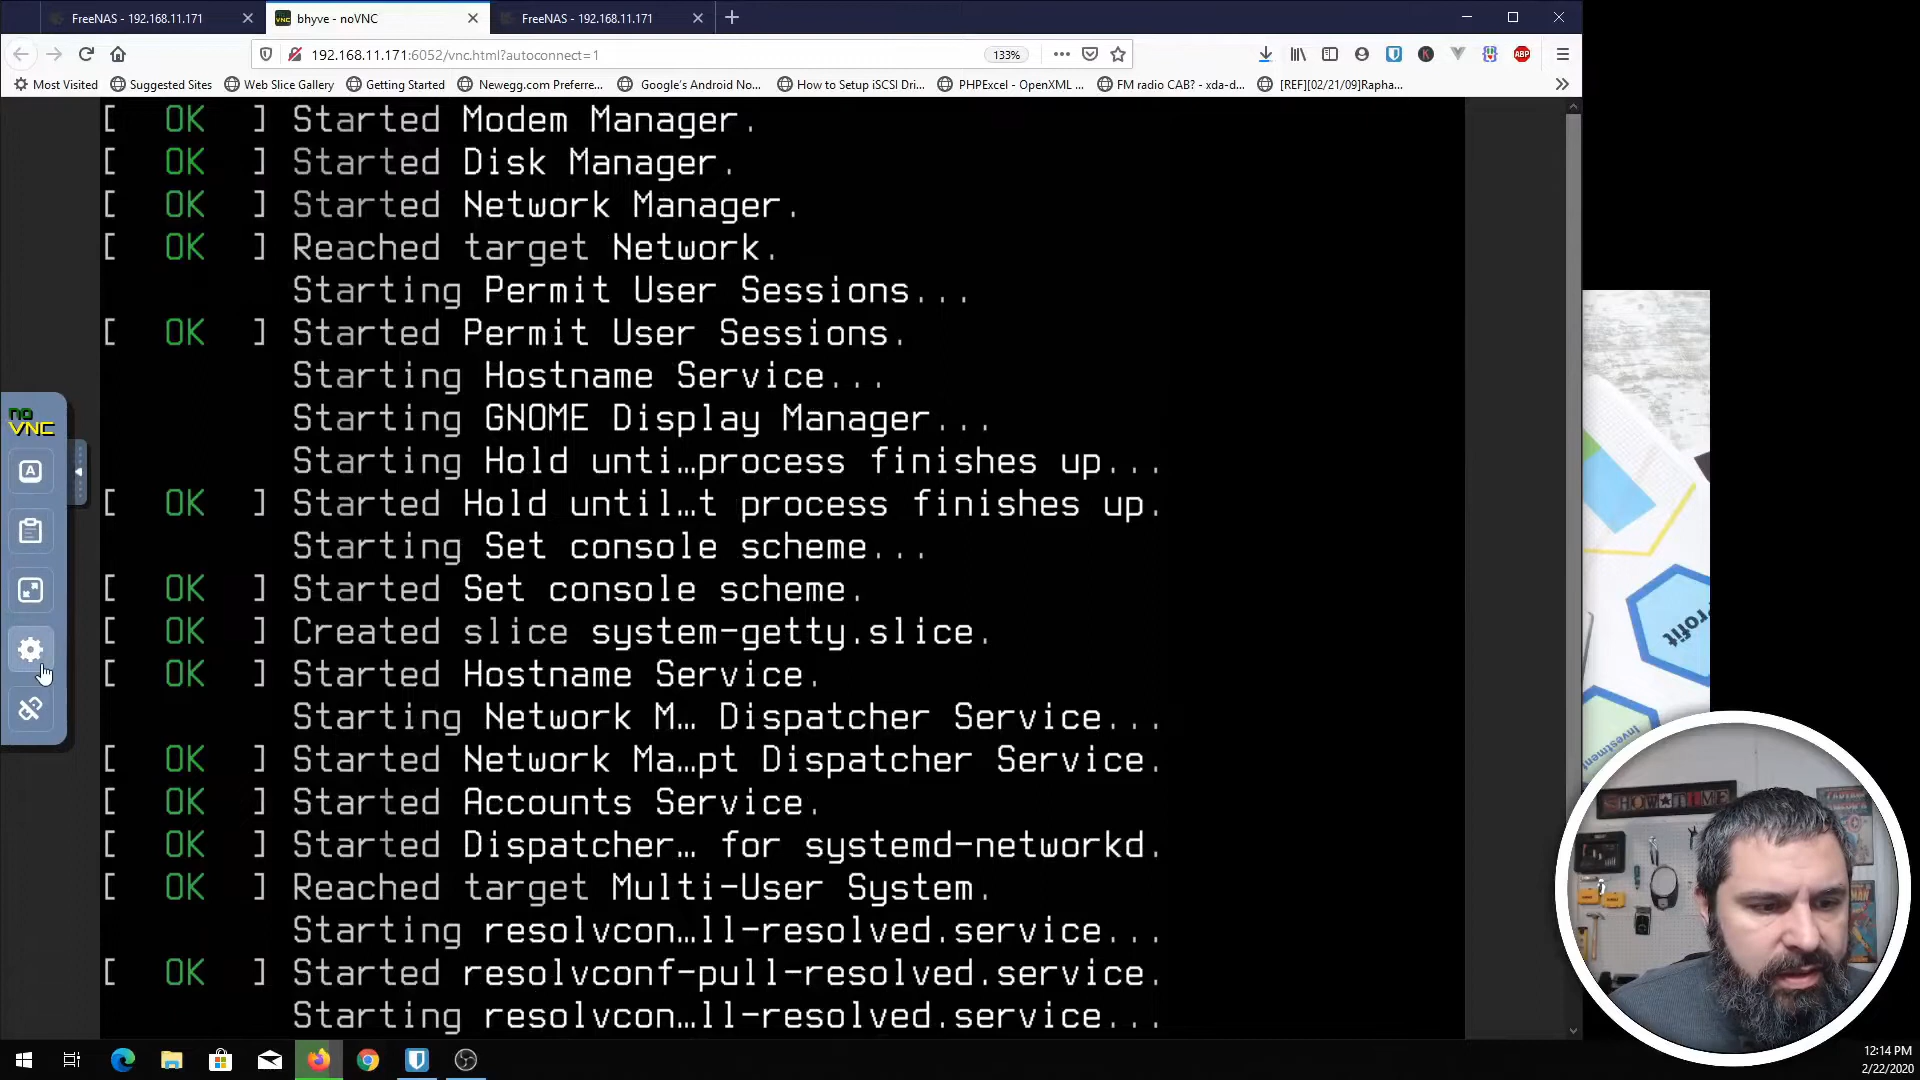 FreeNAS - 192.168.11.171
bhyve - noVNC
FreeNAS - 192.168.11.171
192.168.11.171:6052/vnc.html?autoconnect=1
133%
ABP
Most Visited
Suggested Sites
Web Slice Gallery
Getting Started
Newegg.com Preferre...
Google's Android No...
How to Setup iSCSI Dri...
PHPExcel - OpenXML ...
FM radio CAB? - xda-d...
[REF][02/21/09]Rapha...
[ OK ] Started Modem Manager.
[ OK ] Started Disk Manager.
[ OK ] Started Network Manager.
[ OK ] Reached target Network.
Starting Permit User Sessions...
[ OK ] Started Permit User Sessions.
Starting Hostname Service...
Starting GNOME Display Manager...
Starting Hold unti…process finishes up...
[ OK ] Started Hold until…t process finishes up.
Starting Set console scheme...
[ OK ] Started Set console scheme.
[ OK ] Created slice system-getty.slice.
[ OK ] Started Hostname Service.
Starting Network M… Dispatcher Service...
[ OK ] Started Network Ma…pt Dispatcher Service.
[ OK ] Started Accounts Service.
[ OK ] Started Dispatcher… for systemd-networkd.
[ OK ] Reached target Multi-User System.
Starting resolvcon…ll-resolved.service...
[ OK ] Started resolvconf-pull-resolved.service.
Starting resolvcon…ll-resolved.service...
no
VNC
A
Profit
Investment
SHOW★TIME
12:14 PM
2/22/2020